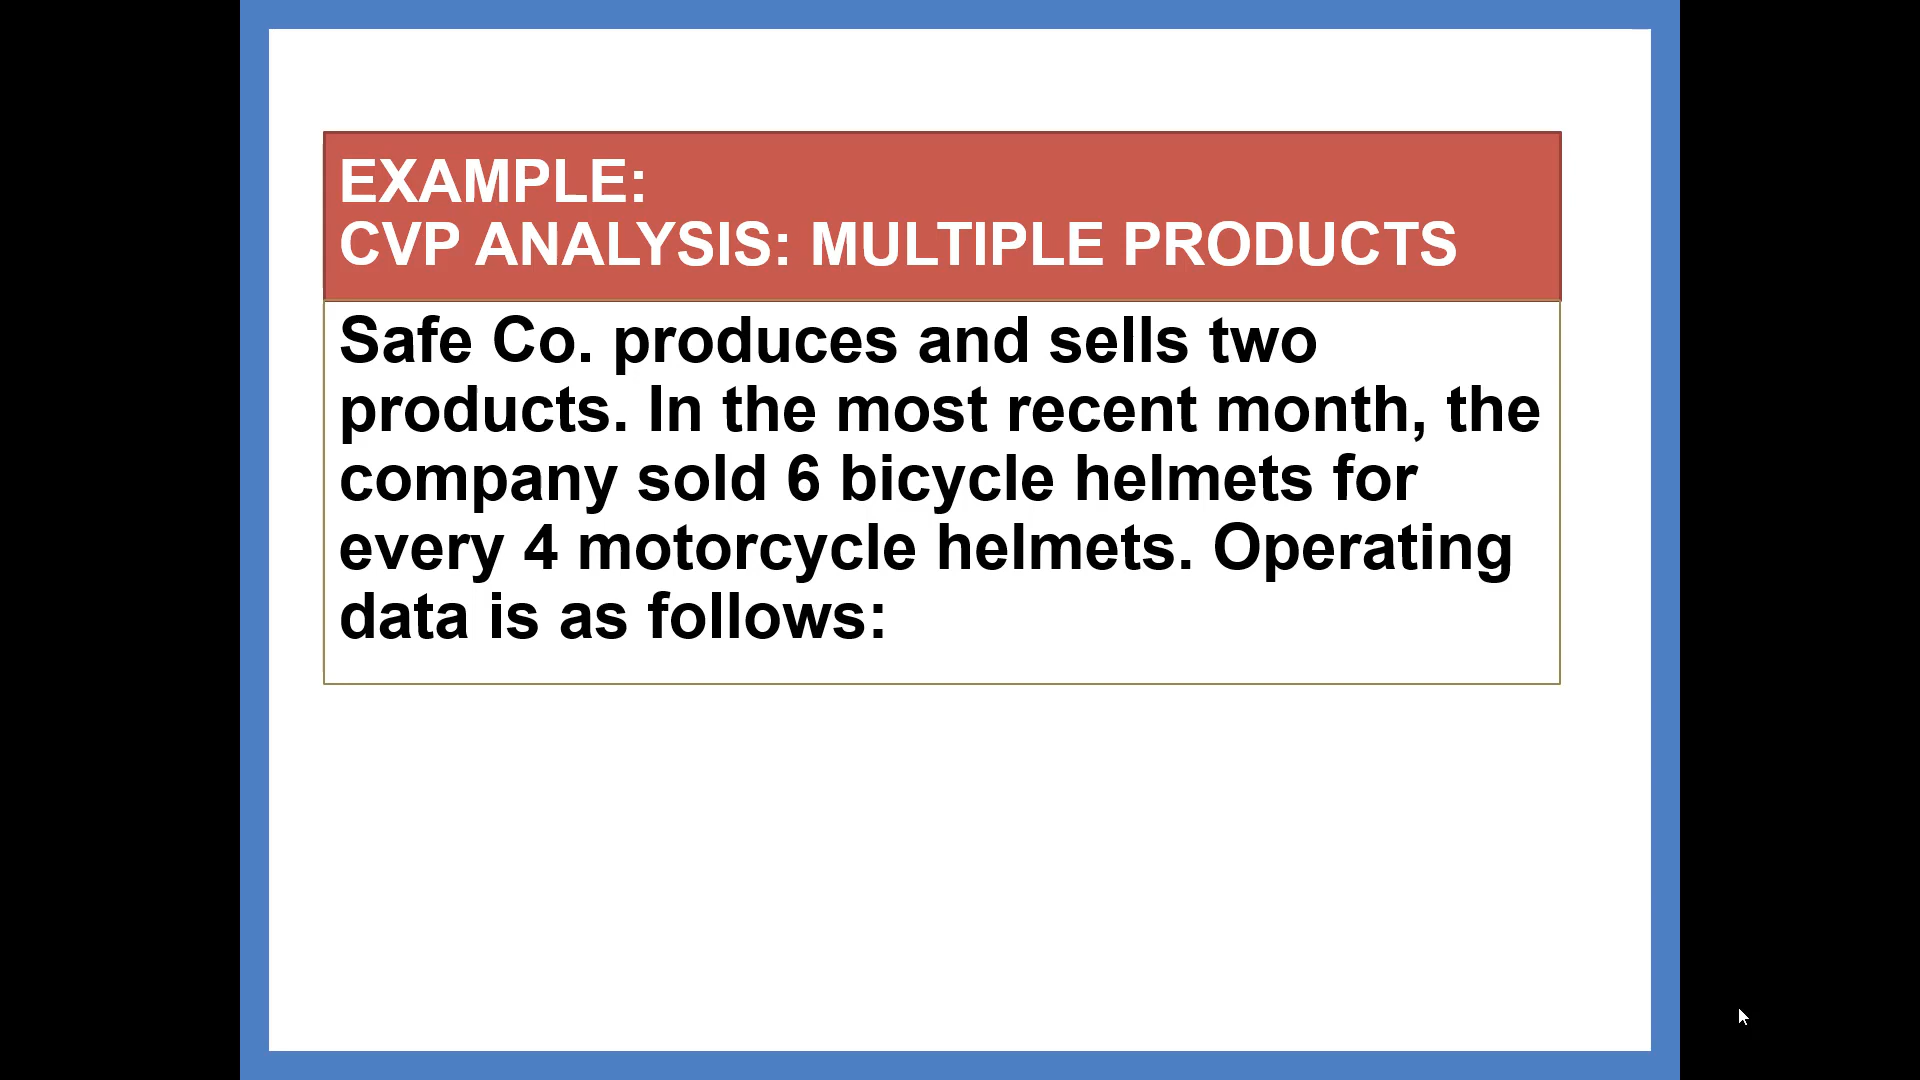 EXAMPLE:
CVP ANALYSIS: MULTIPLE PRODUCTS
Safe Co. produces and sells two
products. In the most recent month, the
company sold 6 bicycle helmets for
every 4 motorcycle helmets. Operating
data is as follows: